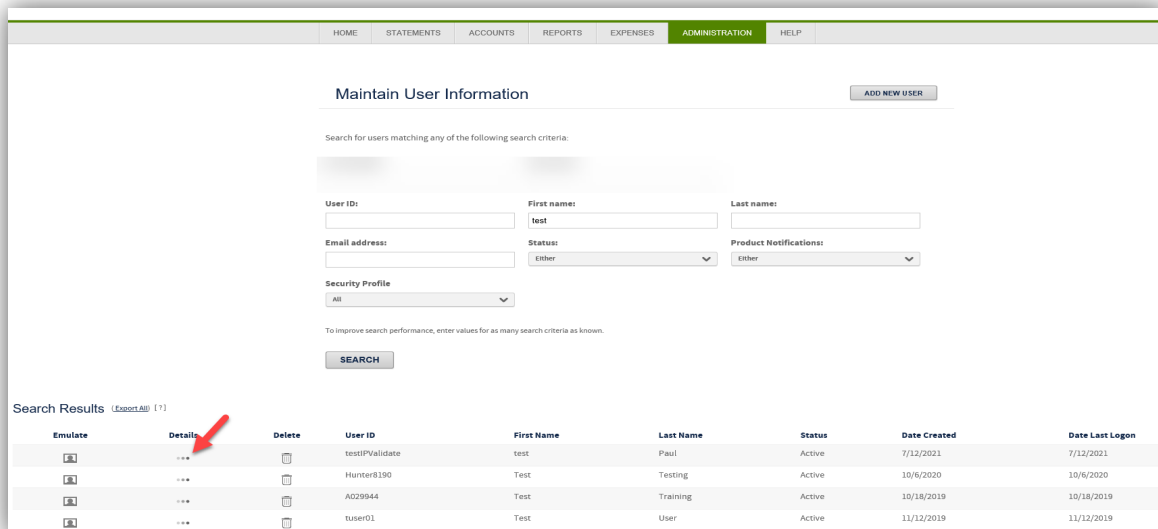 HOME STATEMENTS ACCOUNTS REPORTS EXPENSES ADMINISTRATION HELP
Maintain User Information ADD NEW USER
Search for users matching any of the following search criteria:
User ID: First name: Last name:
test
Email address: Status: Product Notifications:
Either Either
Security Profile
All
To improve search performance, enter values for as many search criteria as known.
SEARCH
Search Results (Export All) [?]
Emulate Details Delete User ID First Name Last Name Status Date Created Date Last Logon
testIPValidate test Paul Active 7/12/2021 7/12/2021
Hunter8190 Test Testing Active 10/6/2020 10/6/2020
A029944 Test Training Active 10/18/2019 10/18/2019
tuser01 Test User Active 11/12/2019 11/12/2019